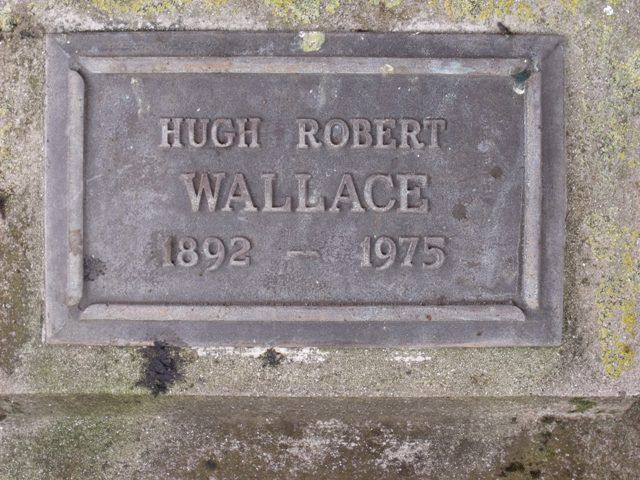 HUGH ROBERT
WALLACE
1892 - 1975